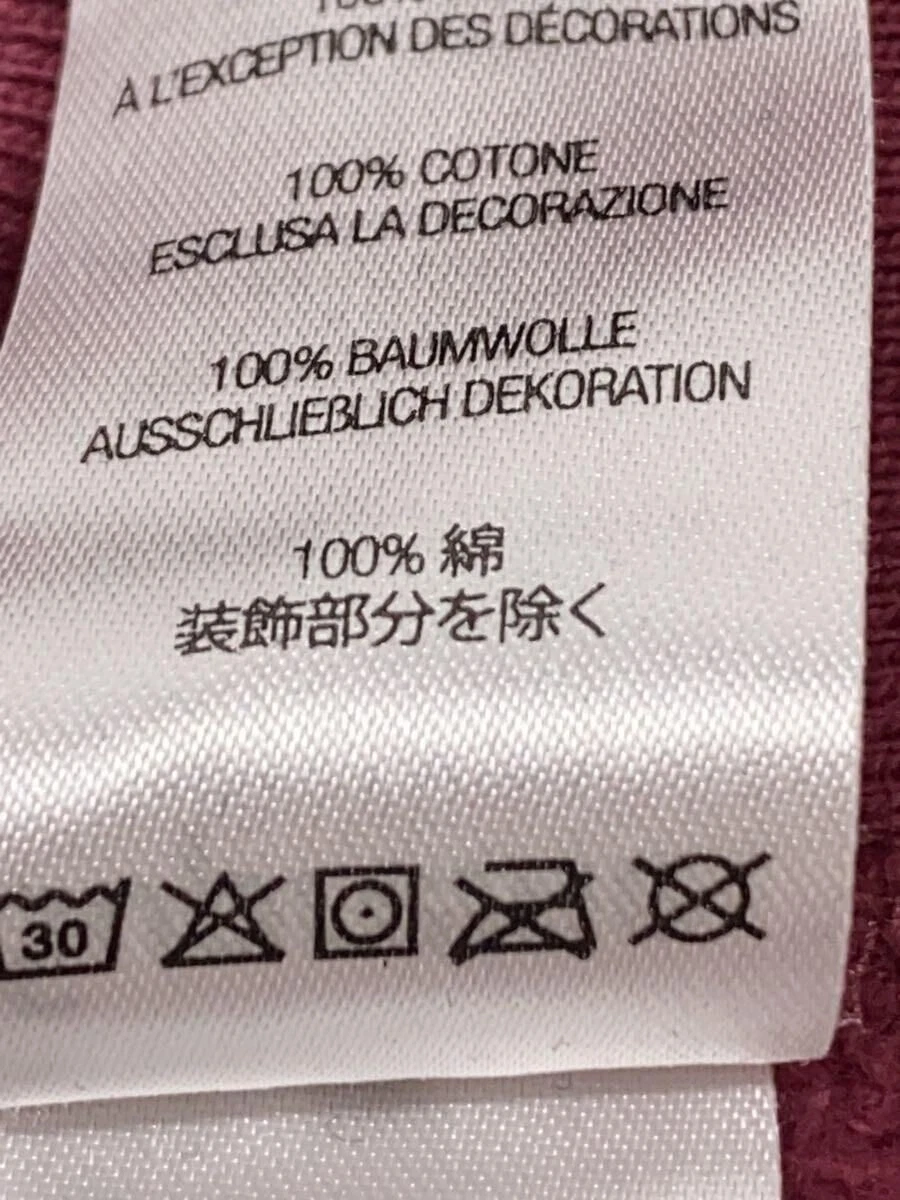 100%
À L'EXCEPTION DES DÉCORATIONS
100% COTONE
ESCLUSA LA DECORAZIONE
100% BAUMWOLLE
AUSSCHLIEßLICH DEKORATION
100% 綿
装飾部分を除く
30